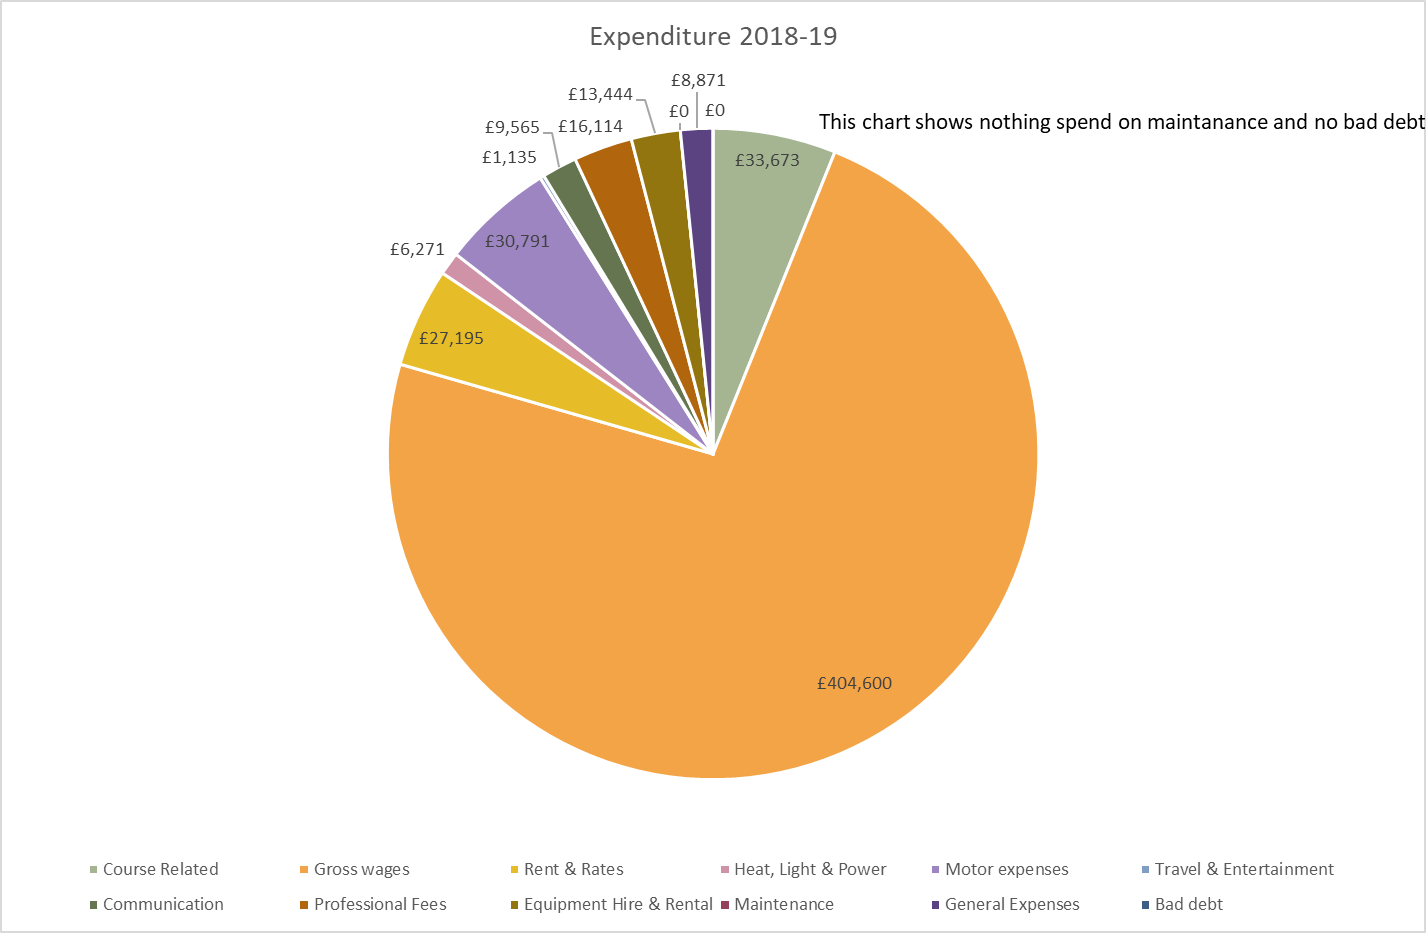 Expenditure 2018-19
£8,871
£13,444
£0
£0
£9,565
£16,114
This chart shows nothing spend on maintanance and no bad debt
£1,135
£33,673
£30,791
£6,271
£27,195
£404,600
Course Related
Gross wages
Rent & Rates
Heat, Light & Power
Motor expenses
Travel & Entertainment
Communication
Professional Fees
Equipment Hire & Rental
Maintenance
General Expenses
Bad debt